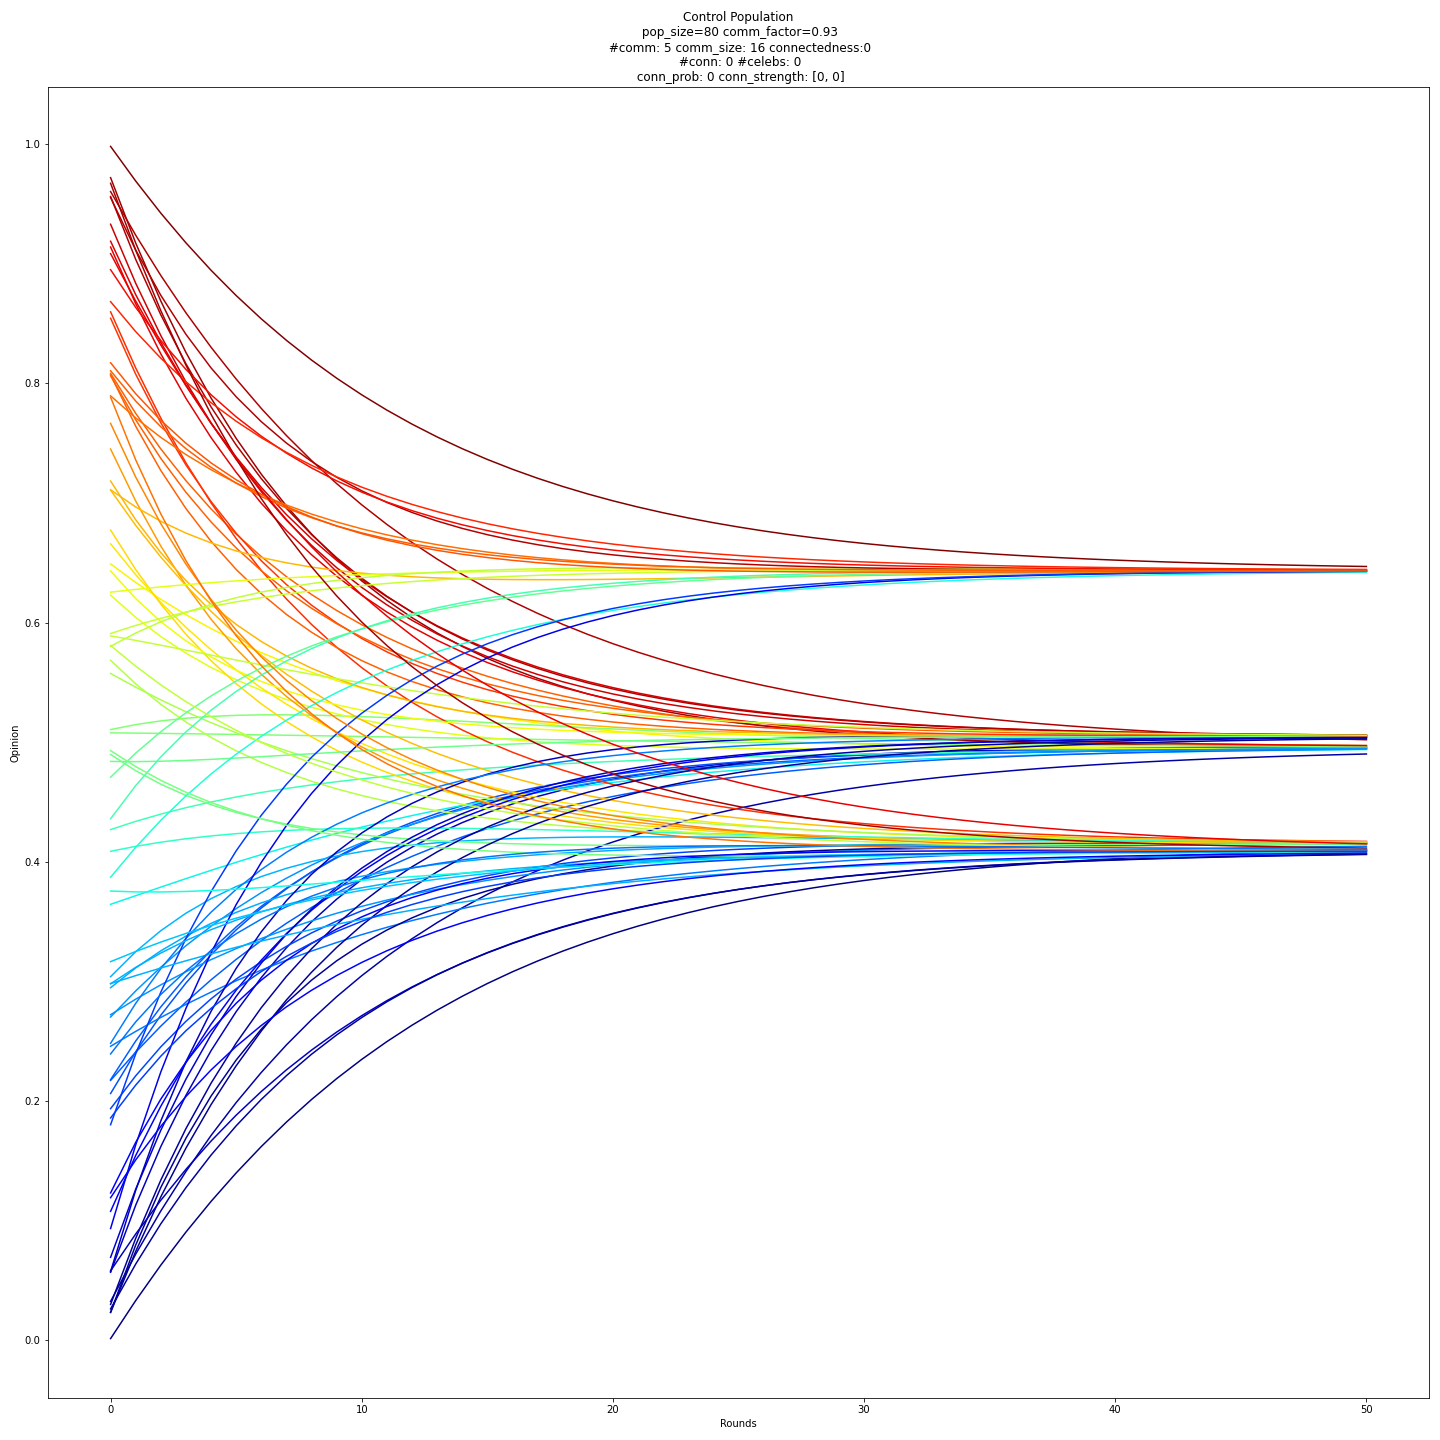 Control Population
pop_size=80 comm_factor=0.93
#comm: 5 comm_size: 16 connectedness:0
#conn: 0 #celebs: 0
conn_prob: 0 conn_strength: [0, 0]
1.0
0.8
0.6
0.4
0.2
0.0
Opinion
0
10
20
30
40
50
Rounds